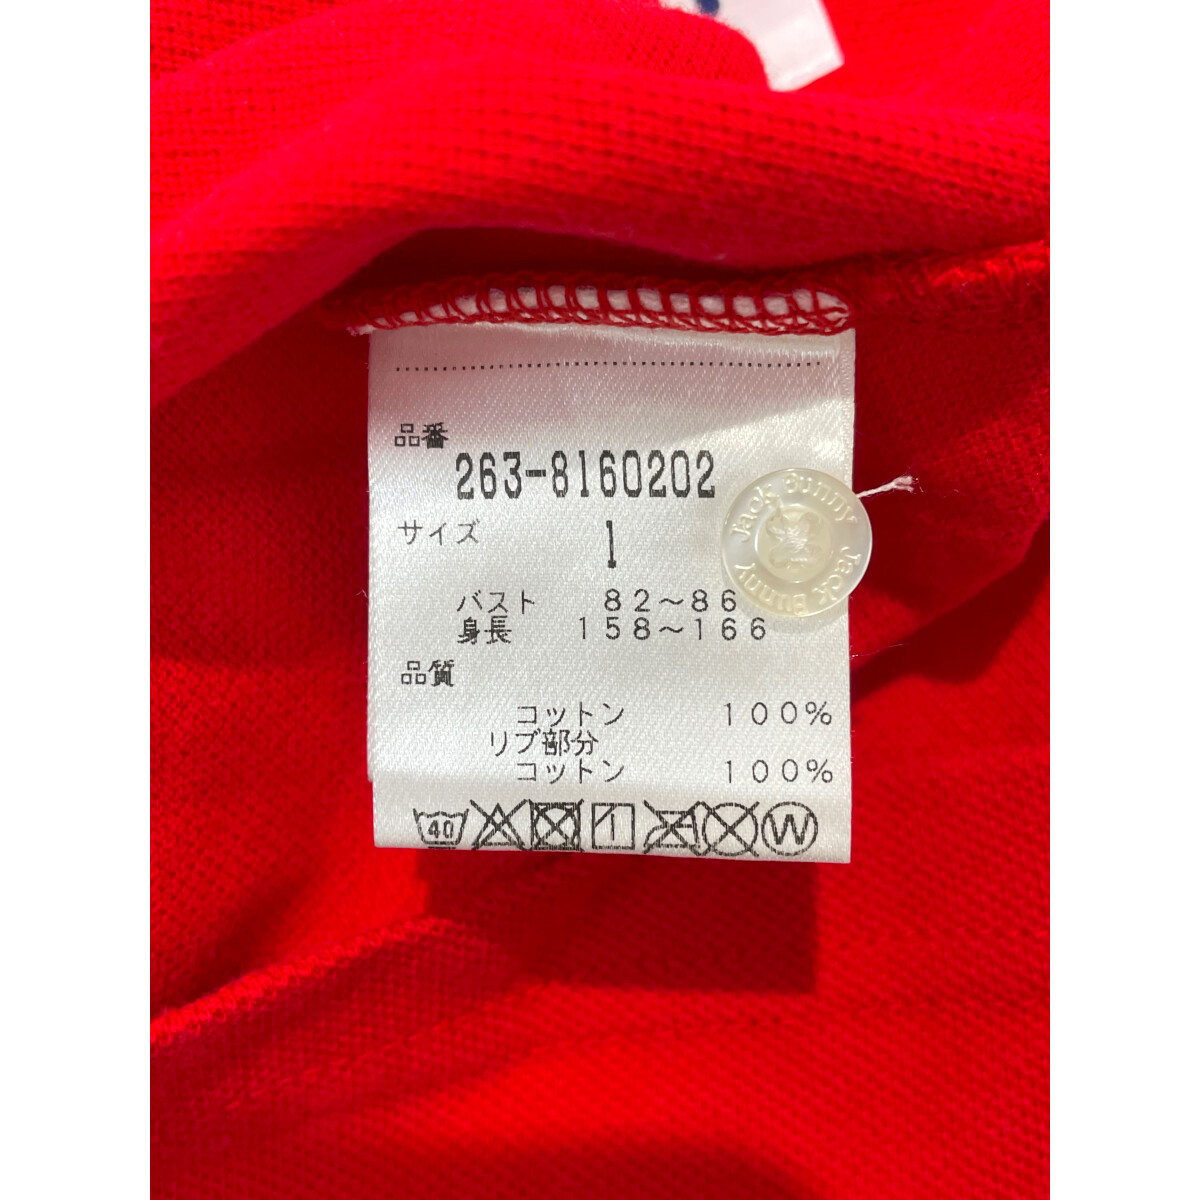 品番
263-8160202
サイズ 1
バスト 82～86
身長 158～166
品質
コットン 100%
リブ部分
コットン 100%
40 1 W
Jack Bunny Jack Bunny